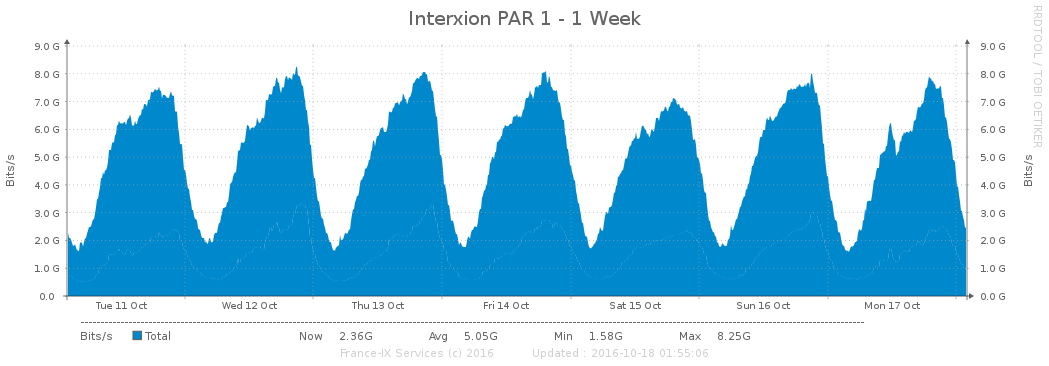 Interxion PAR 1 - 1 Week
RRDTOOL / TOBI OETIKER
9.0 G 9.0 G
8.0 G 8.0 G
7.0 G 7.0 G
6.0 G 6.0 G
5.0 G 5.0 G
4.0 G 4.0 G
3.0 G 3.0 G
2.0 G 2.0 G
1.0 G 1.0 G
0.0 0.0 G
Bits/s
Bits/s
Tue 11 Oct Wed 12 Oct Thu 13 Oct Fri 14 Oct Sat 15 Oct Sun 16 Oct Mon 17 Oct
Bits/s Total Now 2.36G Avg 5.05G Min 1.58G Max 8.25G
France-IX Services (c) 2016 Updated : 2016-10-18 01:55:06